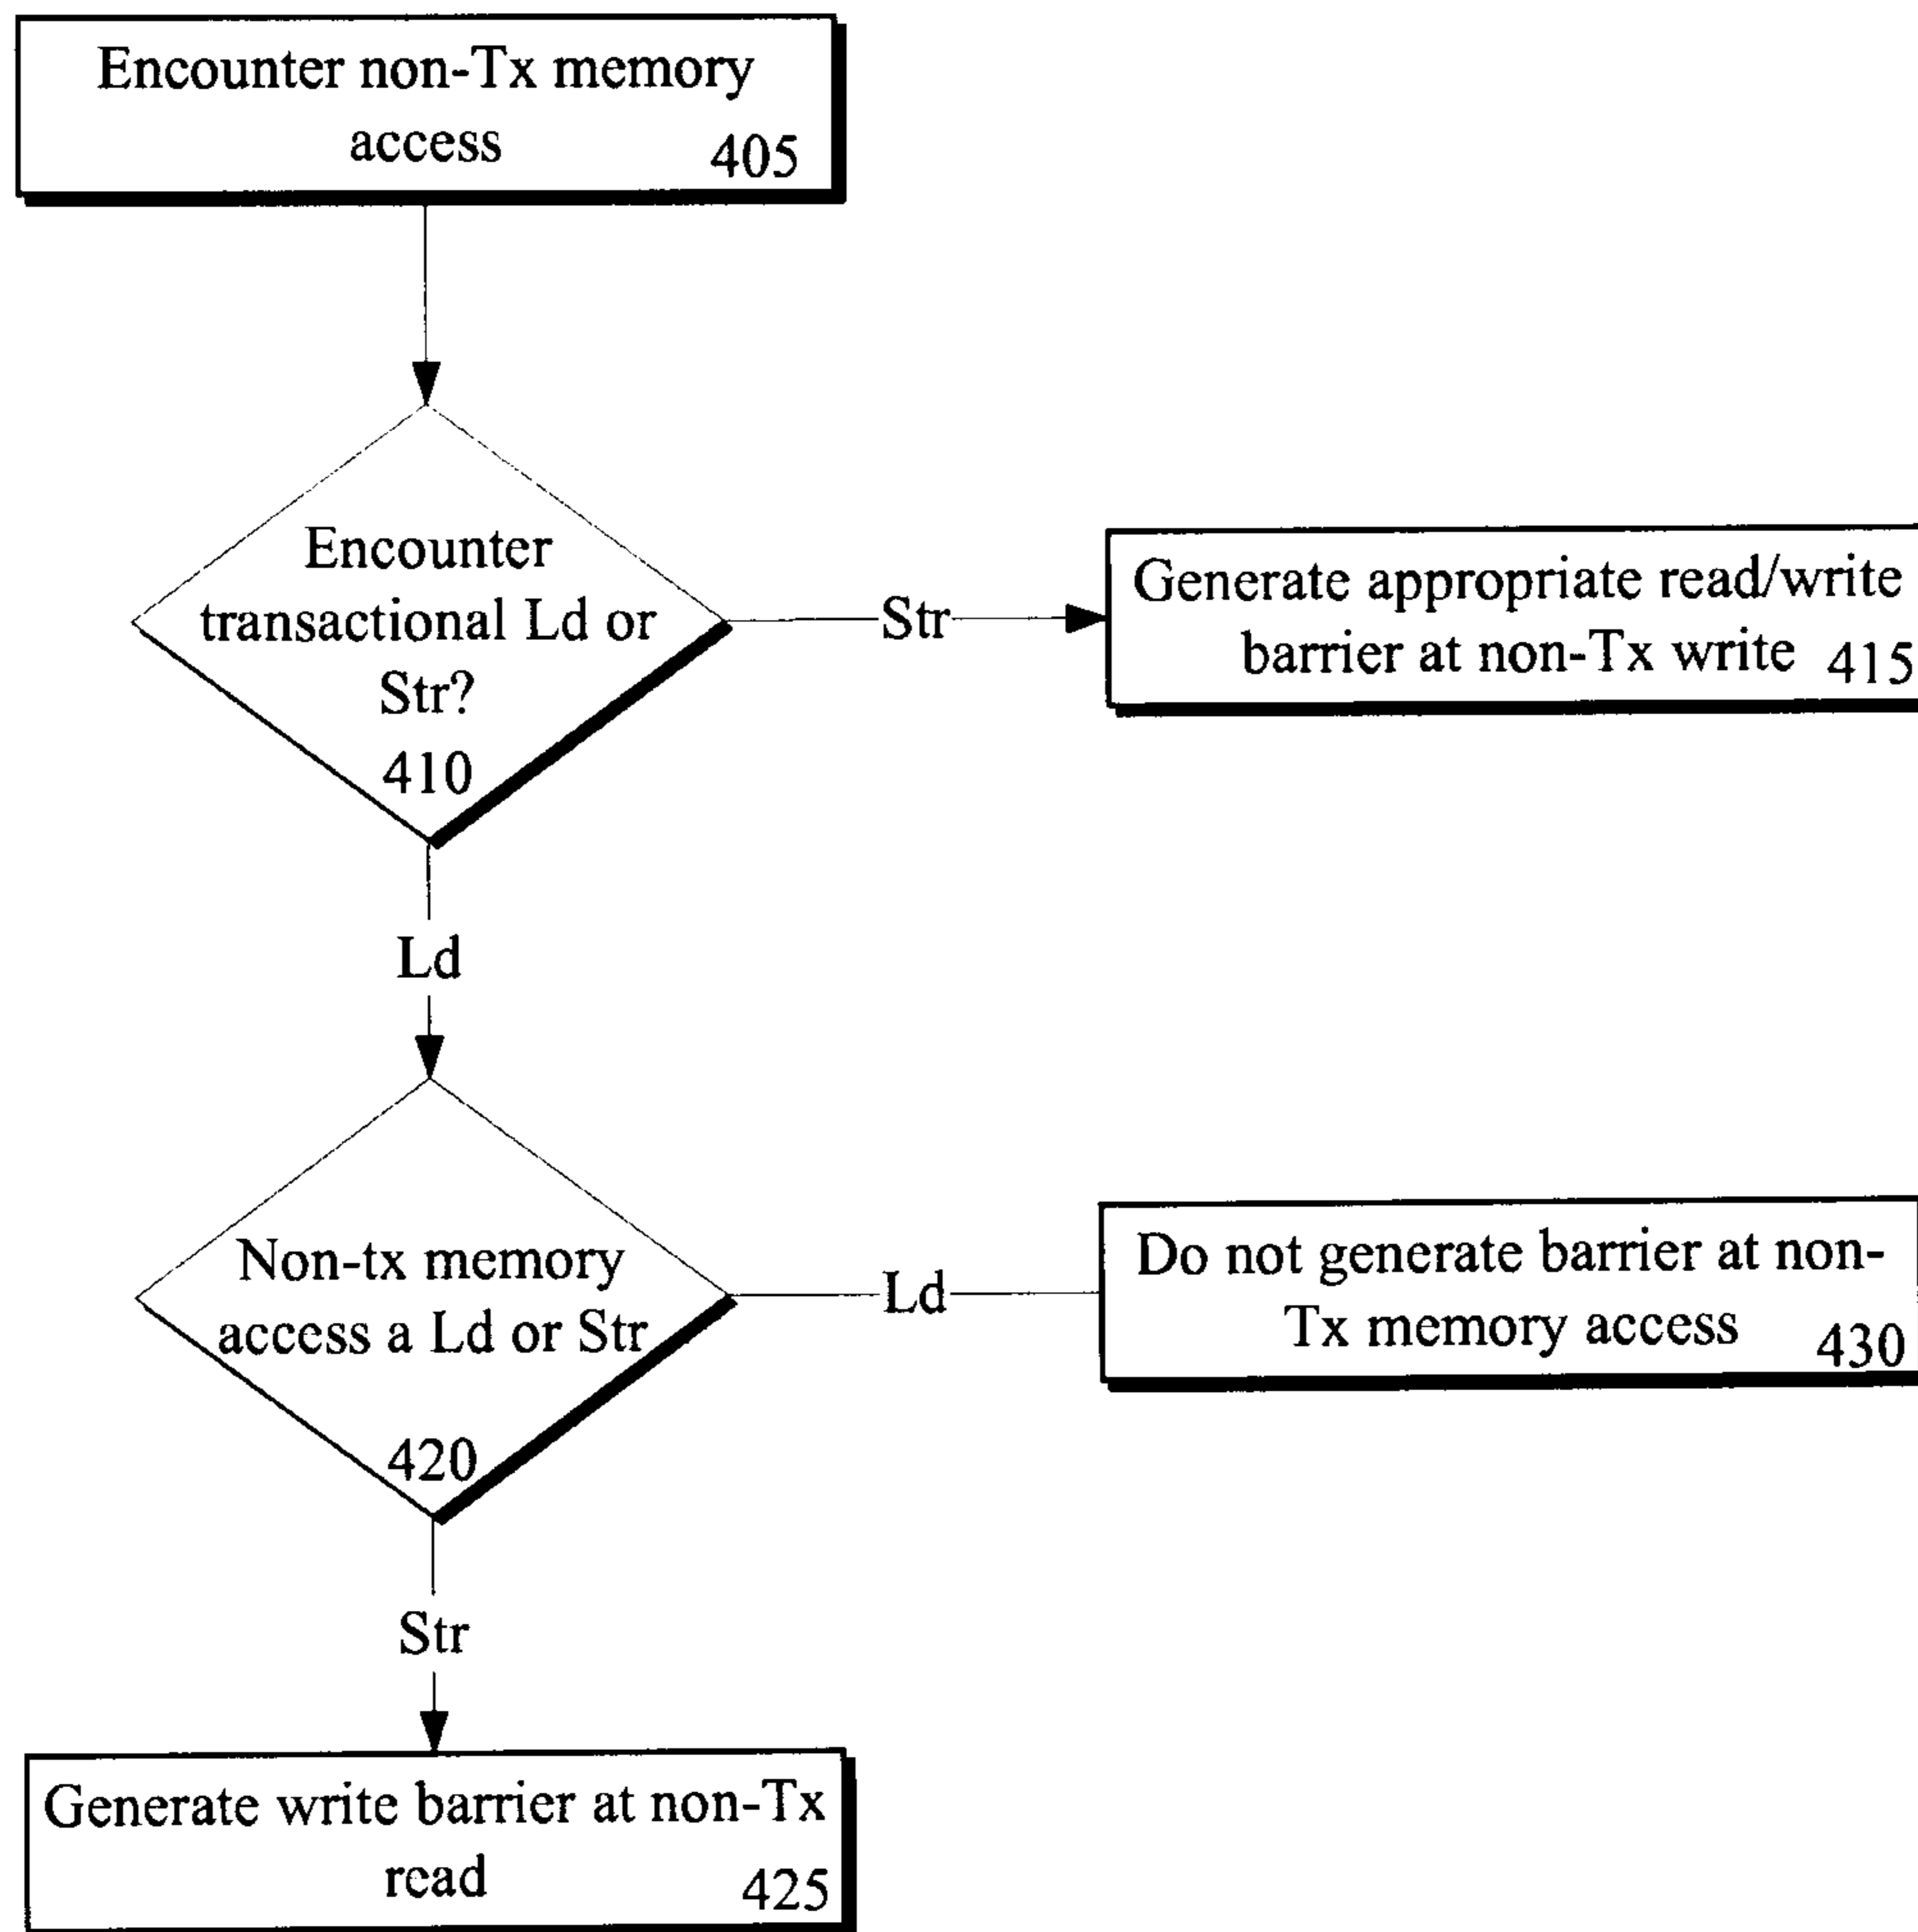 Encounter non-Tx memory
access
405
Encounter
transactional Ld or
Str?
410
Str
Generate appropriate read/write
barrier at non-Tx write 415
Ld
Non-tx memory
access a Ld or Str
420
Ld
Do not generate barrier at non-
Tx memory access
430
Str
Generate write barrier at non-Tx
read
425